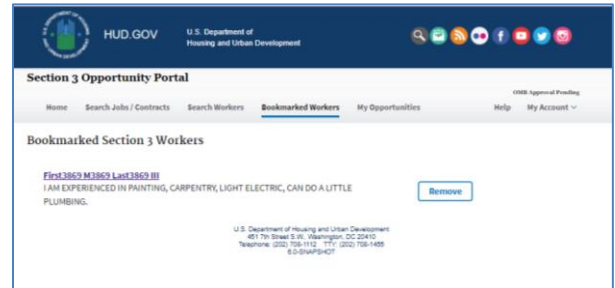 HUD.GOV
U.S. Department of
Housing and Urban Development
Section 3 Opportunity Portal
OMB Approval Pending
Home Search Jobs / Contracts Search Workers Bookmarked Workers My Opportunities Help My Account
Bookmarked Section 3 Workers
First3869 M3869 Last3869 III
I AM EXPERIENCED IN PAINTING, CARPENTRY, LIGHT ELECTRIC, CAN DO A LITTLE
PLUMBING.
Remove
U.S. Department of Housing and Urban Development
451 7th Street S.W., Washington, DC 20410
Telephone: (202) 708-1112 TTY: (202) 708-1455
6.0-SNAPSHOT